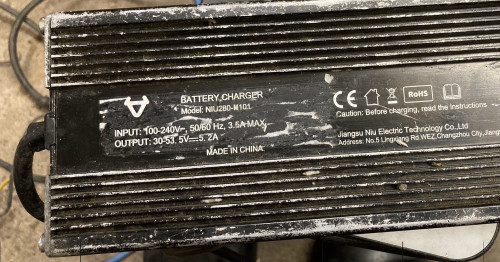 BATTERY CHARGER
Model: NIU280-M101
INPUT: 100-240V~, 50/60 Hz, 3.5A MAX
OUTPUT: 30-53.5V⎓5.2A
MADE IN CHINA
CE RoHS
Caution: Before charging, read the instructions
Jiangsu Niu Electric Technology Co.,Ltd
Address: No.5 Lingxiang Rd.WEZ,Changzhou City,Jiang